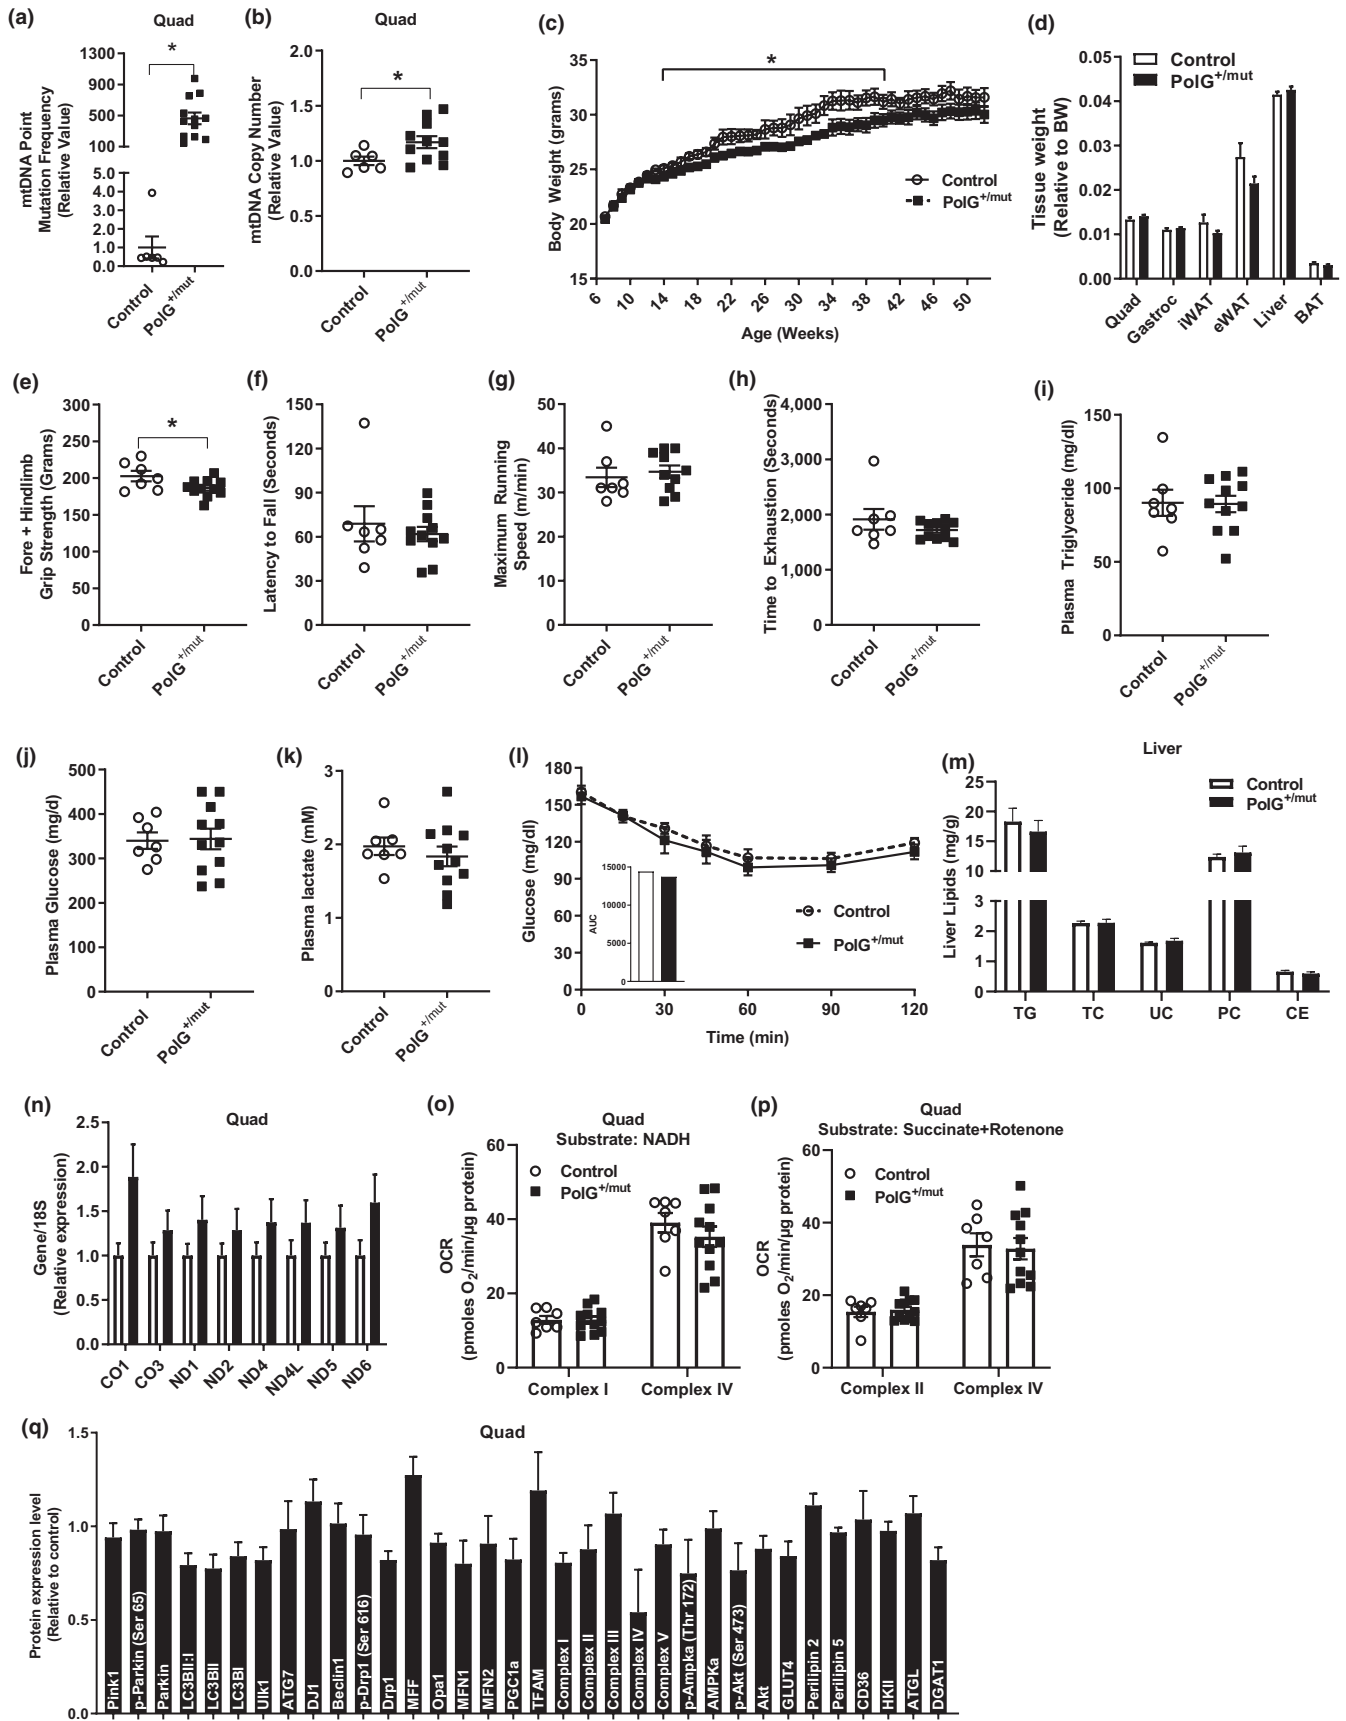 (a)
Quad
mtDNA Point
Mutation Frequency
(Relative Value)
1300
900
500
100
5.0
4.0
3.0
2.0
1.0
0.0
*
Control
PolG+/mut
(b)
Quad
mtDNA Copy Number
(Relative Value)
2.0
1.5
1.0
0.5
0.0
*
Control
PolG+/mut
(c)
Body Weight (grams)
35
30
25
20
15
*
Control
PolG+/mut
6 10 14 18 22 26 30 34 38 42 46 50
Age (Weeks)
(d)
Tissue weight
(Relative to BW)
0.05
0.04
0.03
0.02
0.01
0.00
Control
PolG+/mut
Quad Gastroc iWAT eWAT Liver BAT
(e)
Fore + Hindlimb
Grip Strength (Grams)
300
250
200
150
100
50
0
*
Control
PolG+/mut
(f)
Latency to Fall (Seconds)
150
120
90
60
30
0
Control
PolG+/mut
(g)
Maximum Running
Speed (m/min)
50
40
30
20
10
0
Control
PolG+/mut
(h)
Time to Exhaustion (Seconds)
4,000
3,000
2,000
1,000
0
Control
PolG+/mut
(i)
Plasma Triglyceride (mg/dl)
150
100
50
0
Control
PolG+/mut
(j)
Plasma Glucose (mg/d)
500
400
300
200
100
0
Control
PolG+/mut
(k)
Plasma lactate (mM)
3
2
1
0
Control
PolG+/mut
(l)
Glucose (mg/dl)
180
150
120
90
60
30
0
AUC
15000
10000
5000
0
Control
PolG+/mut
0 30 60 90 120
Time (min)
(m)
Liver
Liver Lipids (mg/g)
25
20
15
10
3
2
1
0
Control
PolG+/mut
TG TC UC PC CE
(n)
Quad
Gene/18S
(Relative expression)
2.5
2.0
1.5
1.0
0.5
0.0
CO1 CO3 ND1 ND2 ND4 ND4L ND5 ND6
(o)
Quad
Substrate: NADH
OCR
(pmoles O2/min/µg protein)
60
40
20
0
Control
PolG+/mut
Complex I Complex IV
(p)
Quad
Substrate: Succinate+Rotenone
OCR
(pmoles O2/min/µg protein)
60
40
20
0
Control
PolG+/mut
Complex II Complex IV
(q)
Quad
Protein expression level
(Relative to control)
1.5
1.0
0.5
0.0
Pink1
p-Parkin (Ser 65)
Parkin
LC3BII:I
LC3BII
LC3BI
Ulk1
ATG7
DJ1
Beclin1
p-Drp1 (Ser 616)
Drp1
MFF
Opa1
MFN1
MFN2
PGC1a
TFAM
Complex I
Complex II
Complex III
Complex IV
Complex V
p-Ampka (Thr 172)
AMPKa
p-Akt (Ser 473)
Akt
GLUT4
Perilipin 2
Perilipin 5
CD36
HKII
ATGL
DGAT1